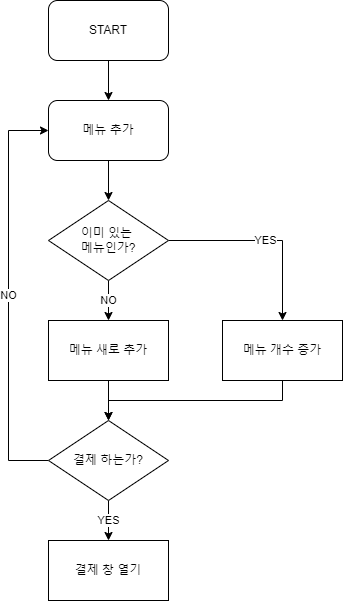 START
메뉴 추가
이미 있는
메뉴인가?
YES
NO
NO
메뉴 새로 추가
메뉴 개수 증가
결제 하는가?
YES
결제 창 열기